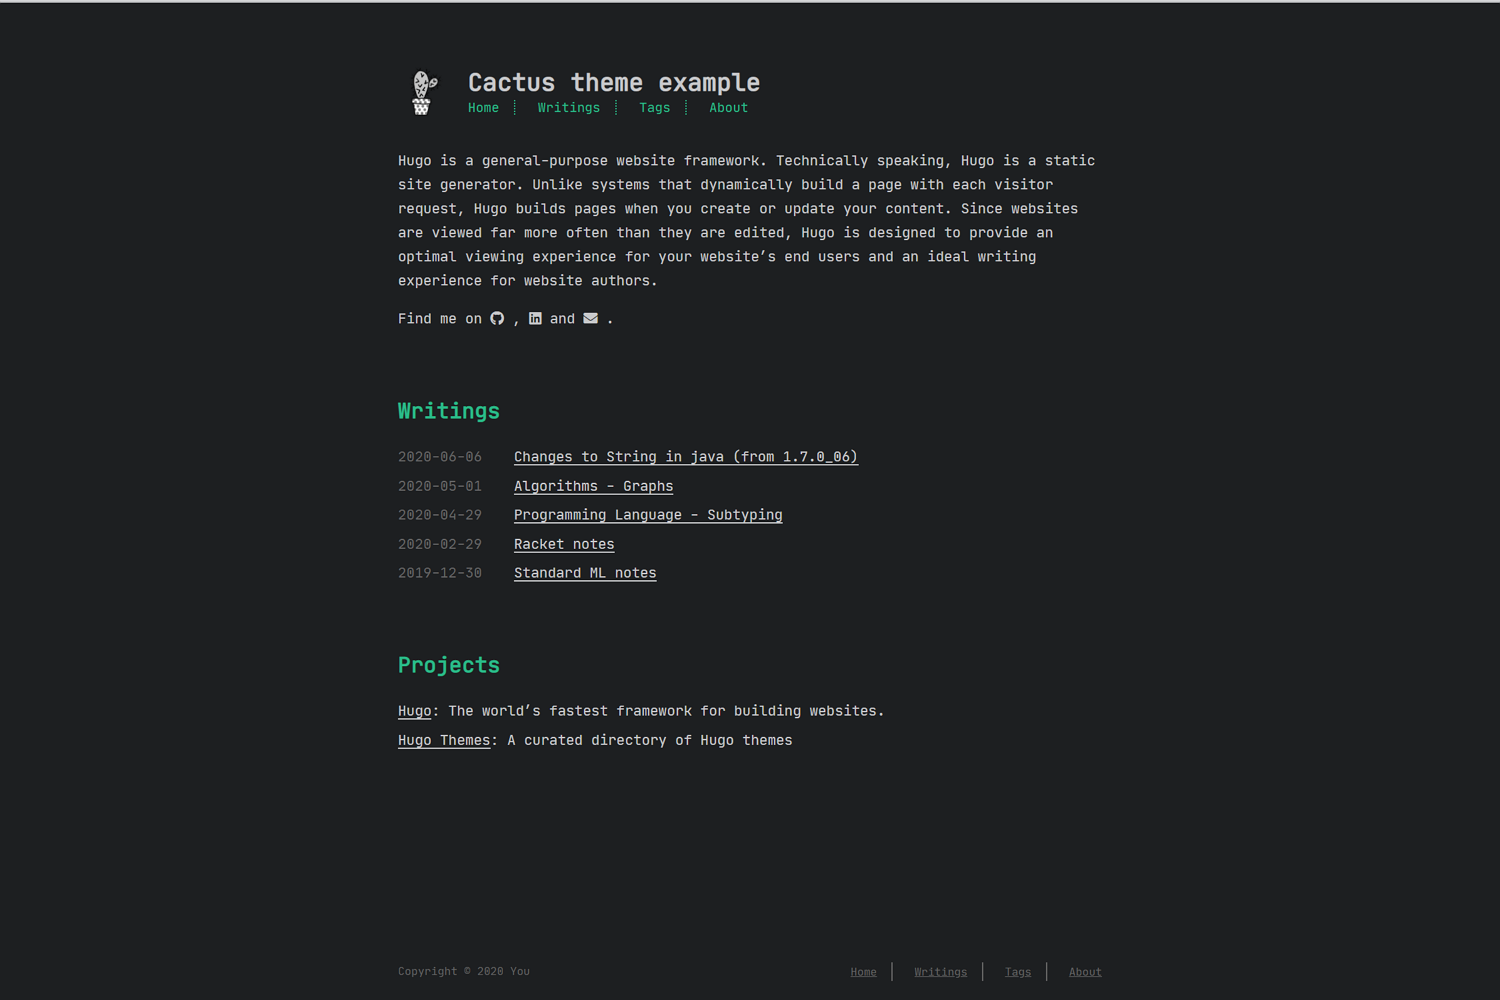 Cactus theme example
Home Writings Tags About
Hugo is a general-purpose website framework. Technically speaking, Hugo is a static
site generator. Unlike systems that dynamically build a page with each visitor
request, Hugo builds pages when you create or update your content. Since websites
are viewed far more often than they are edited, Hugo is designed to provide an
optimal viewing experience for your website’s end users and an ideal writing
experience for website authors.
Find me on , in and .
Writings
2020-06-06 Changes to String in java (from 1.7.0_06)
2020-05-01 Algorithms - Graphs
2020-04-29 Programming Language - Subtyping
2020-02-29 Racket notes
2019-12-30 Standard ML notes
Projects
Hugo: The world’s fastest framework for building websites.
Hugo Themes: A curated directory of Hugo themes
Copyright © 2020 You Home Writings Tags About